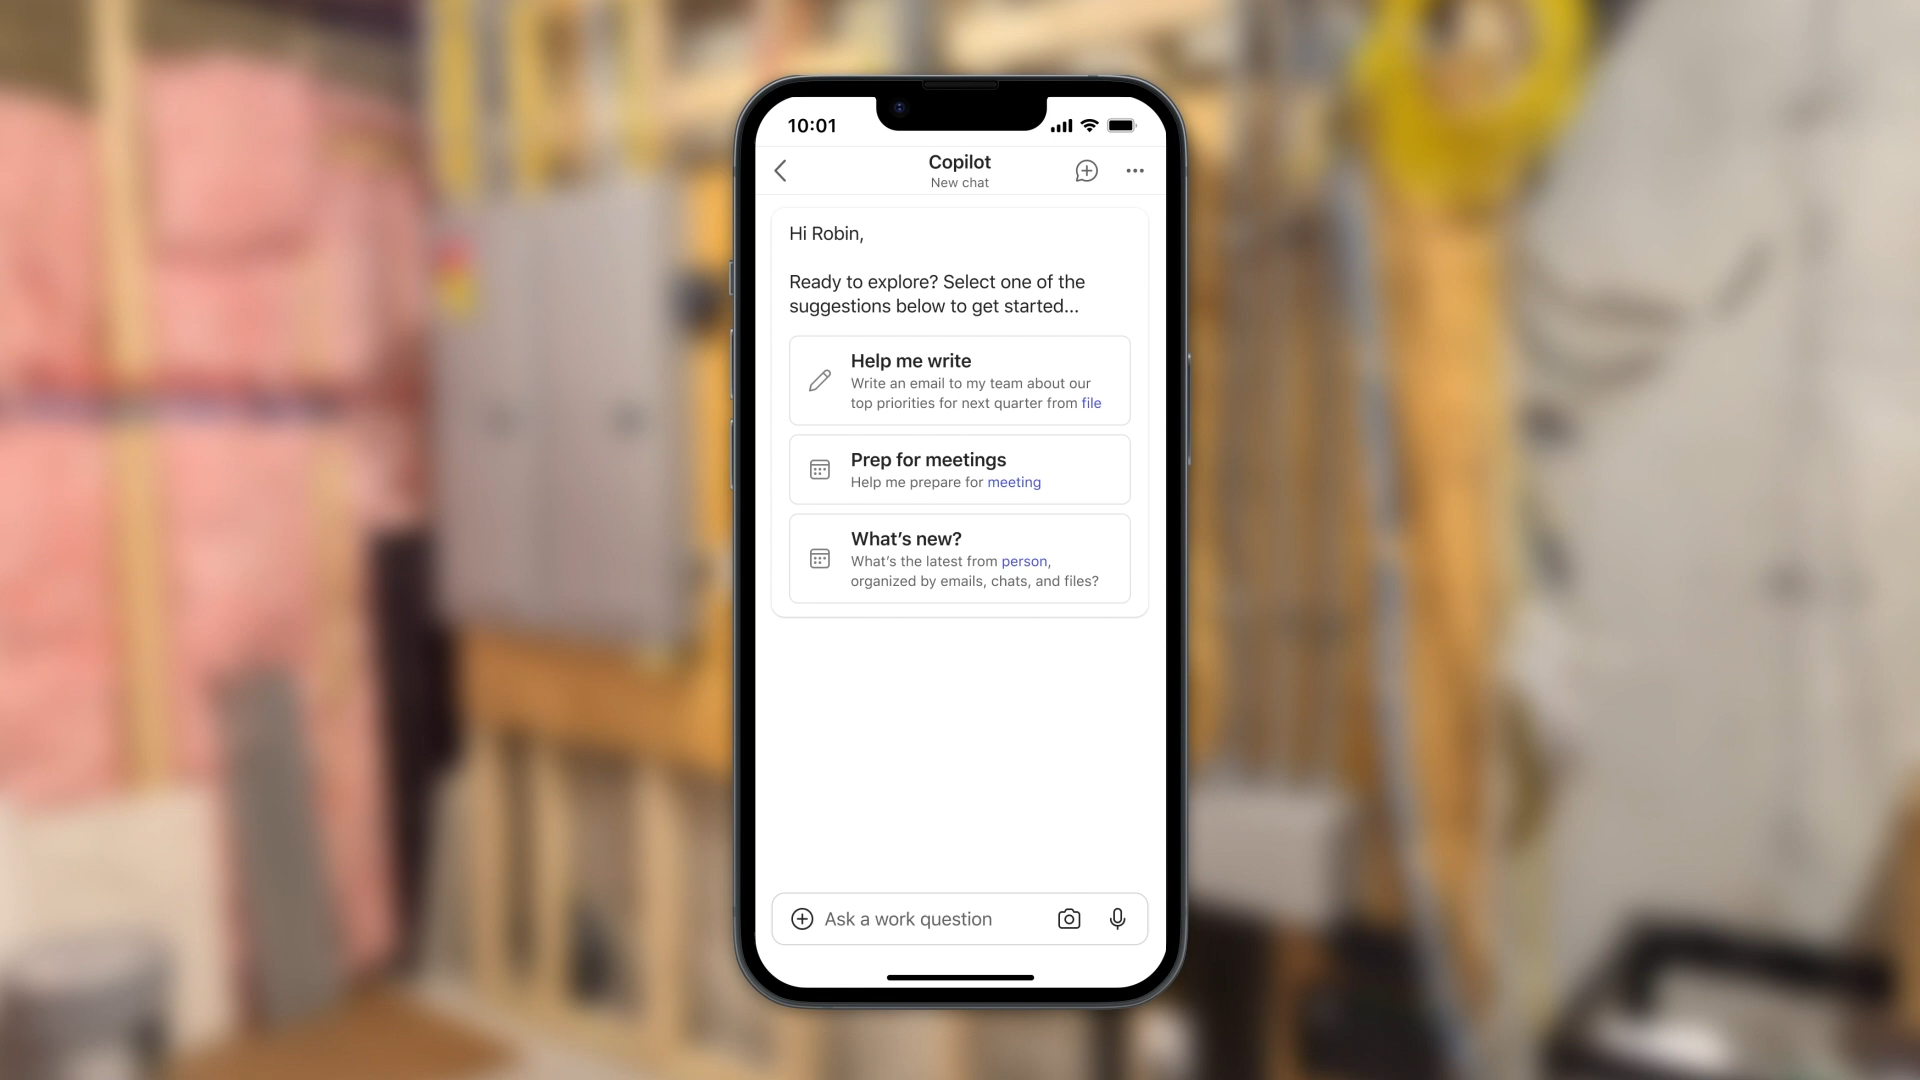 10:01
Copilot
New chat
Hi Robin,
Ready to explore? Select one of the
suggestions below to get started...
Help me write
Write an email to my team about our
top priorities for next quarter from file
Prep for meetings
Help me prepare for meeting
What's new?
What's the latest from person,
organized by emails, chats, and files?
Ask a work question